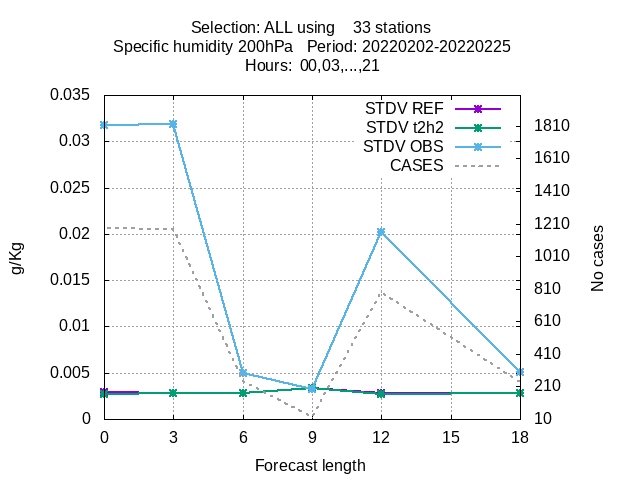 Selection: ALL using    33 stations
Specific humidity 200hPa   Period: 20220202-20220225
Hours:  00,03,...,21
STDV REF
STDV t2h2
STDV OBS
CASES
0.035
0.03
0.025
0.02
0.015
0.01
0.005
0
g/Kg
1810
1610
1410
1210
1010
810
610
410
210
10
No cases
0 3 6 9 12 15 18
Forecast length